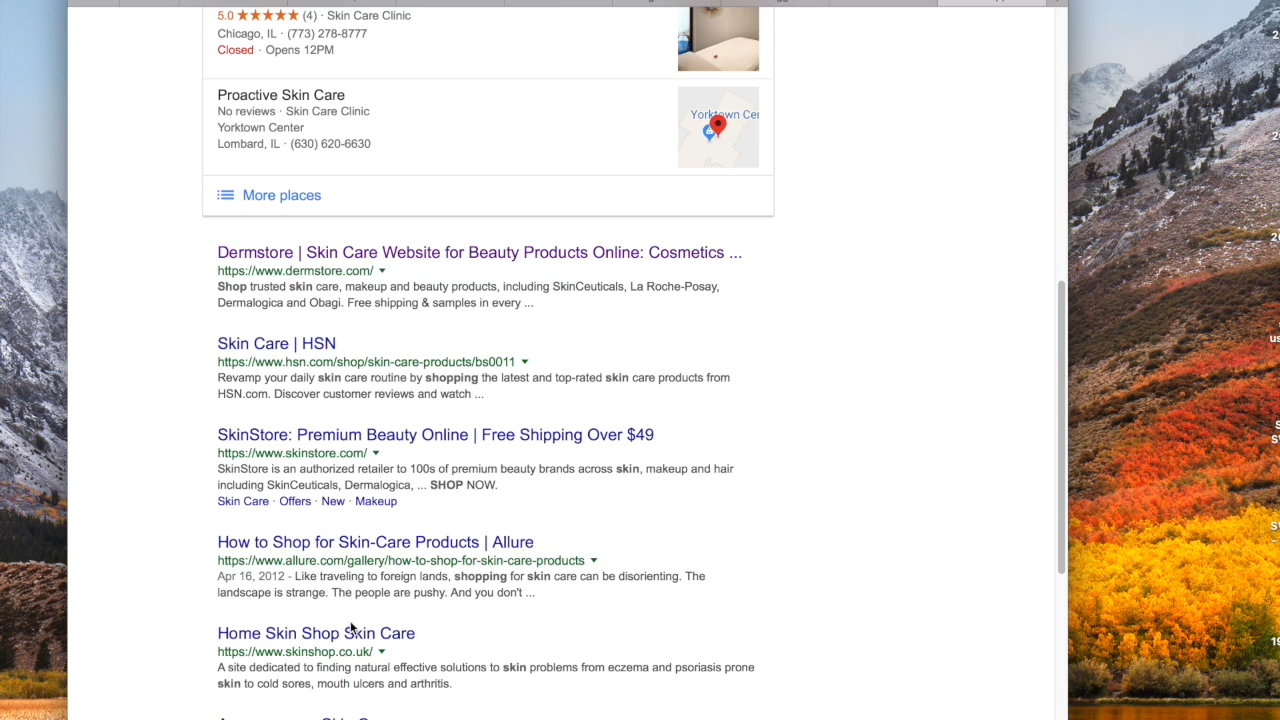 5.0 ★★★★★ (4) · Skin Care Clinic
Chicago, IL · (773) 278-8777
Closed · Opens 12PM
Proactive Skin Care
No reviews · Skin Care Clinic
Yorktown Center
Lombard, IL · (630) 620-6630
Yorktown Cer
More places
Dermstore | Skin Care Website for Beauty Products Online: Cosmetics ...
https://www.dermstore.com/
Shop trusted skin care, makeup and beauty products, including SkinCeuticals, La Roche-Posay,
Dermalogica and Obagi. Free shipping & samples in every ...
Skin Care | HSN
https://www.hsn.com/shop/skin-care-products/bs0011
Revamp your daily skin care routine by shopping the latest and top-rated skin care products from
HSN.com. Discover customer reviews and watch ...
SkinStore: Premium Beauty Online | Free Shipping Over $49
https://www.skinstore.com/
SkinStore is an authorized retailer to 100s of premium beauty brands across skin, makeup and hair
including SkinCeuticals, Dermalogica, ... SHOP NOW.
Skin Care · Offers · New · Makeup
How to Shop for Skin-Care Products | Allure
https://www.allure.com/gallery/how-to-shop-for-skin-care-products
Apr 16, 2012 - Like traveling to foreign lands, shopping for skin care can be disorienting. The
landscape is strange. The people are pushy. And you don't ...
Home Skin Shop Skin Care
https://www.skinshop.co.uk/
A site dedicated to finding natural effective solutions to skin problems from eczema and psoriasis prone
skin to cold sores, mouth ulcers and arthritis.